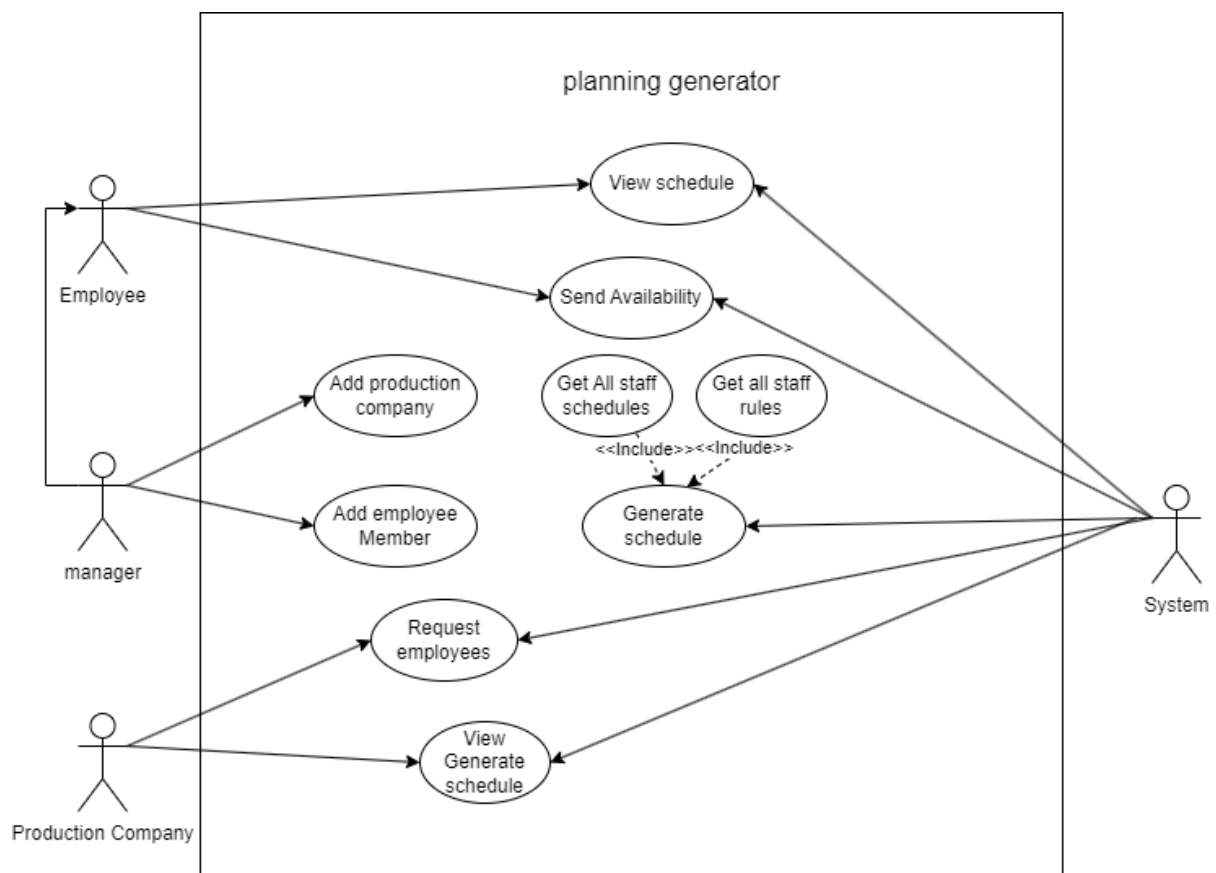 planning generator
View schedule
Employee
Send Availability
Add production
company
Get All staff
schedules
Get all staff
rules
<<Include>>
<<Include>>
Add employee
Member
Generate
schedule
manager
System
Request
employees
View
Generate
schedule
Production Company